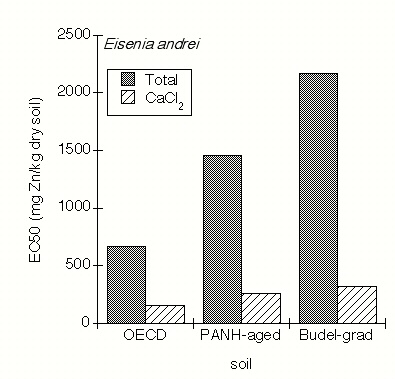 Eisenia andrei
Total
CaCl2
2500
2000
1500
1000
500
0
EC50 (mg Zn/kg dry soil)
OECD PANH-aged Budel-grad
soil